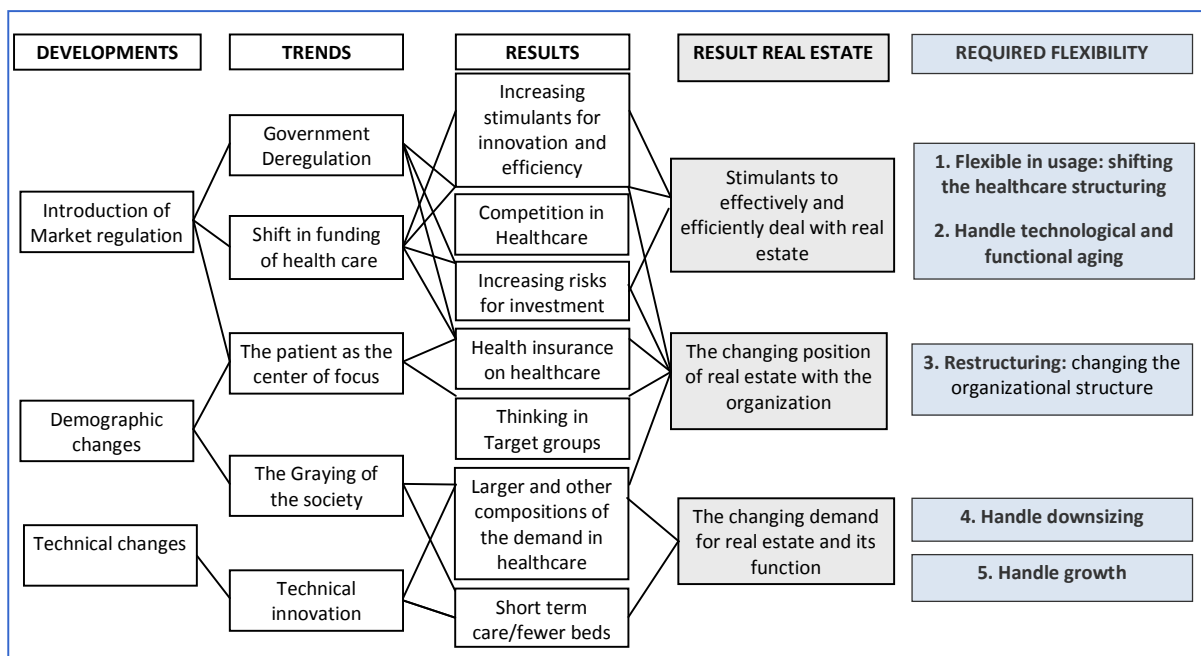 DEVELOPMENTS
TRENDS
RESULTS
RESULT REAL ESTATE
REQUIRED FLEXIBILITY
Introduction of
Market regulation
Demographic
changes
Technical changes
Government
Deregulation
Shift in funding
of health care
The patient as the
center of focus
The Graying of
the society
Technical
innovation
Increasing
stimulants for
innovation and
efficiency
Competition in
Healthcare
Increasing risks
for investment
Health insurance
on healthcare
Thinking in
Target groups
Larger and other
compositions of
the demand in
healthcare
Short term
care/fewer beds
Stimulants to
effectively and
efficiently deal with real
estate
The changing position
of real estate with the
organization
The changing demand
for real estate and its
function
1. Flexible in usage: shifting
the healthcare structuring
2. Handle technological and
functional aging
3. Restructuring: changing the
organizational structure
4. Handle downsizing
5. Handle growth